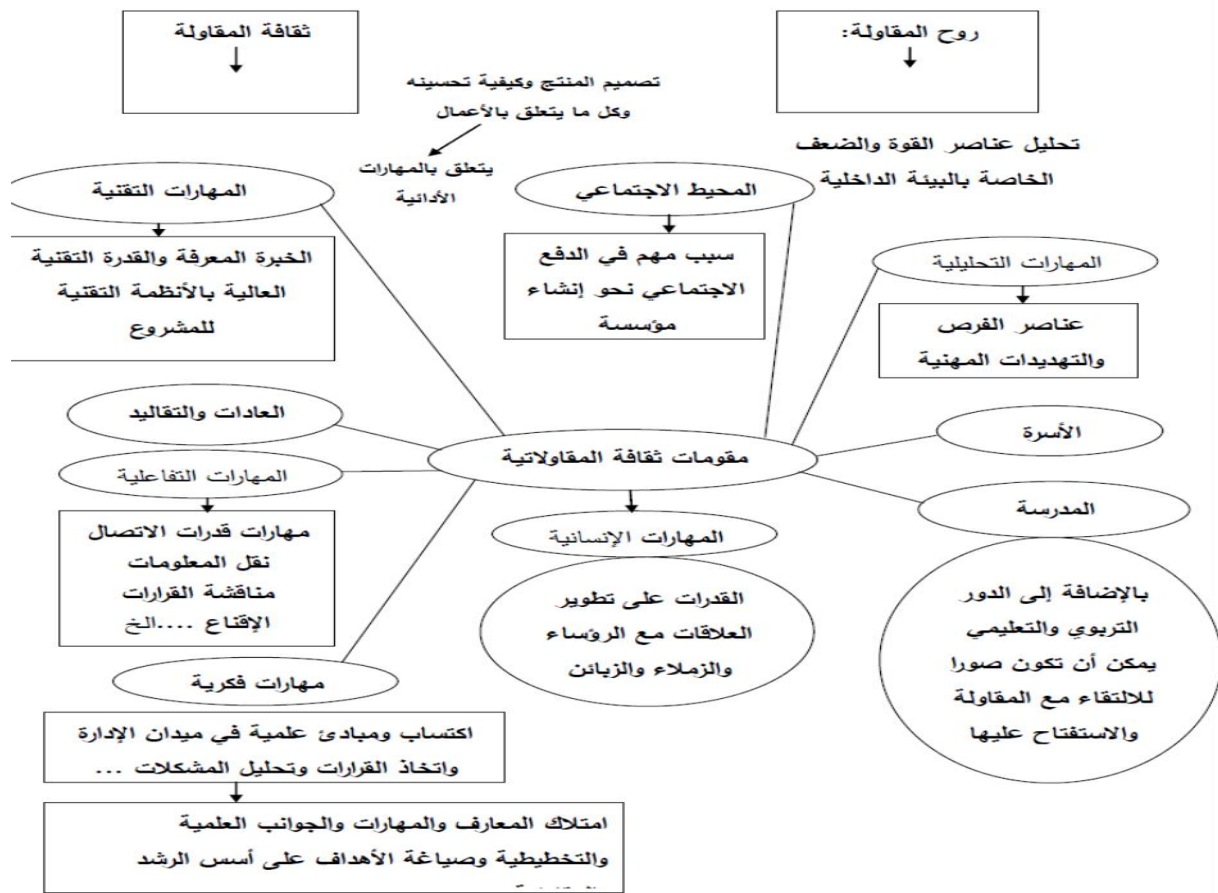 روح المقاولة:
ثقافة المقاولة
تصميم المنتج وكيفية تحسينه
وكل ما يتعلق بالأعمال
يتعلق بالمهارات
الأدائية
تحليل عناصر القوة والضعف
الخاصة بالبيئة الداخلية
المحيط الاجتماعي
سبب مهم في الدفع
الاجتماعي نحو إنشاء
مؤسسة
المهارات التقنية
الخبرة المعرفة والقدرة التقنية
العالية بالأنظمة التقنية
للمشروع
المهارات التحليلية
عناصر الفرص
والتهديدات المهنية
العادات والتقاليد
مقومات ثقافة المقاولاتية
الأسرة
المهارات التفاعلية
مهارات قدرات الاتصال
نقل المعلومات
مناقشة القرارات
الإقناع ....الخ
المهارات الإنسانية
القدرات على تطوير
العلاقات مع الرؤساء
والزملاء والزبائن
المدرسة
بالإضافة إلى الدور
التربوي والتعليمي
يمكن أن تكون صورا
للالتقاء مع المقاولة
والاستفتاح عليها
مهارات فكرية
اكتساب ومبادئ علمية في ميدان الإدارة
واتخاذ القرارات وتحليل المشكلات ...
امتلاك المعارف والمهارات والجوانب العلمية
والتخطيطية وصياغة الأهداف على أسس الرشد